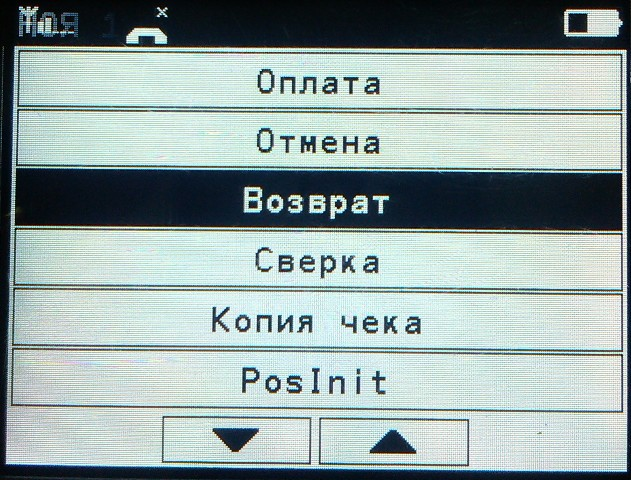 Оплата
Отмена
Возврат
Сверка
Копия чека
PosInit